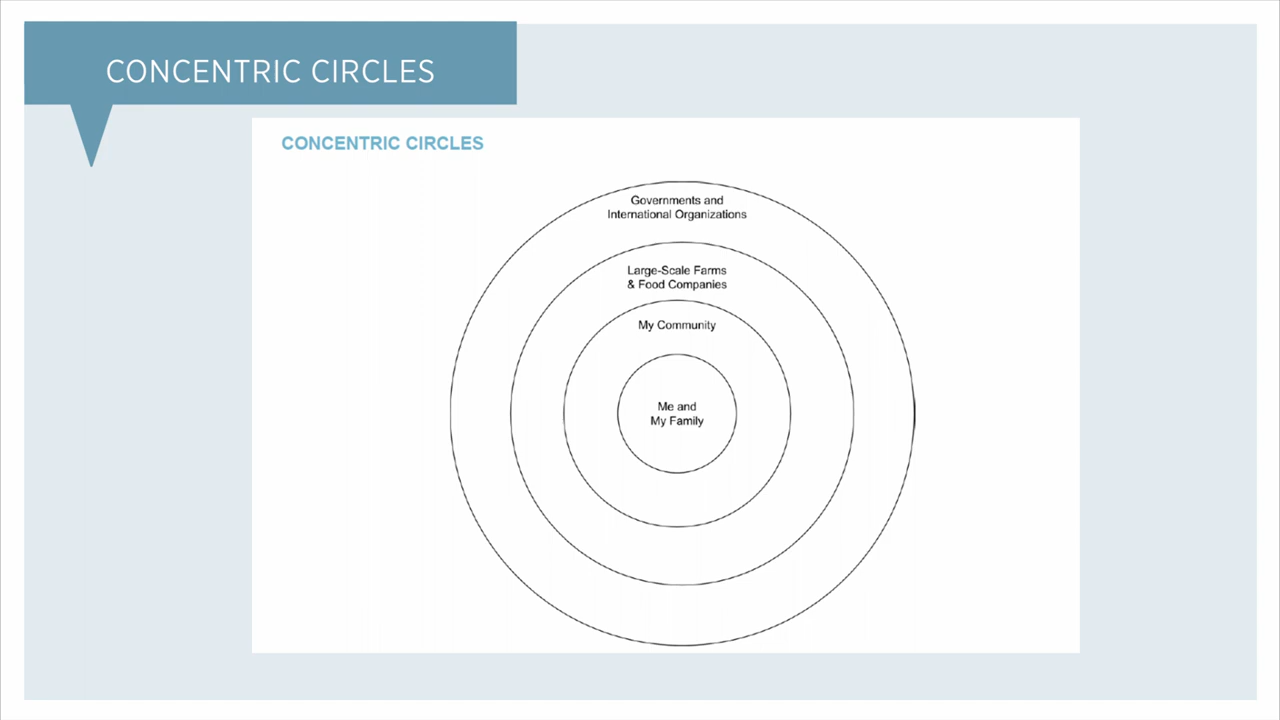 CONCENTRIC CIRCLES
CONCENTRIC CIRCLES
Governments and
International Organizations
Large-Scale Farms
& Food Companies
My Community
Me and
My Family